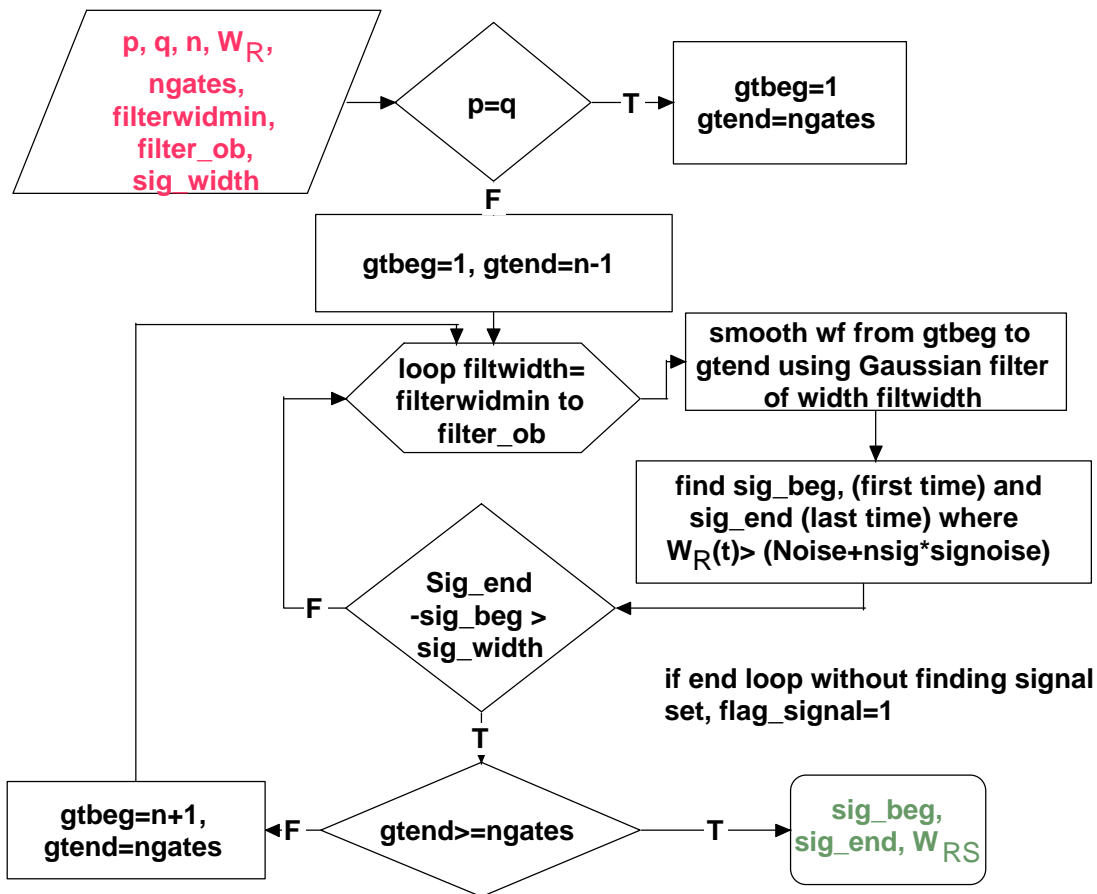 p, q, n, W_R,
ngates,
filterwidmin,
filter_ob,
sig_width
p=q
T
gtbeg=1
gtend=ngates
F
gtbeg=1, gtend=n-1
loop filtwidth=
filterwidmin to
filter_ob
smooth wf from gtbeg to
gtend using Gaussian filter
of width filtwidth
find sig_beg, (first time) and
sig_end (last time) where
W_R(t)> (Noise+nsig*signoise)
Sig_end
-sig_beg >
sig_width
F
if end loop without finding signal
set, flag_signal=1
T
gtbeg=n+1,
gtend=ngates
F
gtend>=ngates
T
sig_beg,
sig_end, W_RS